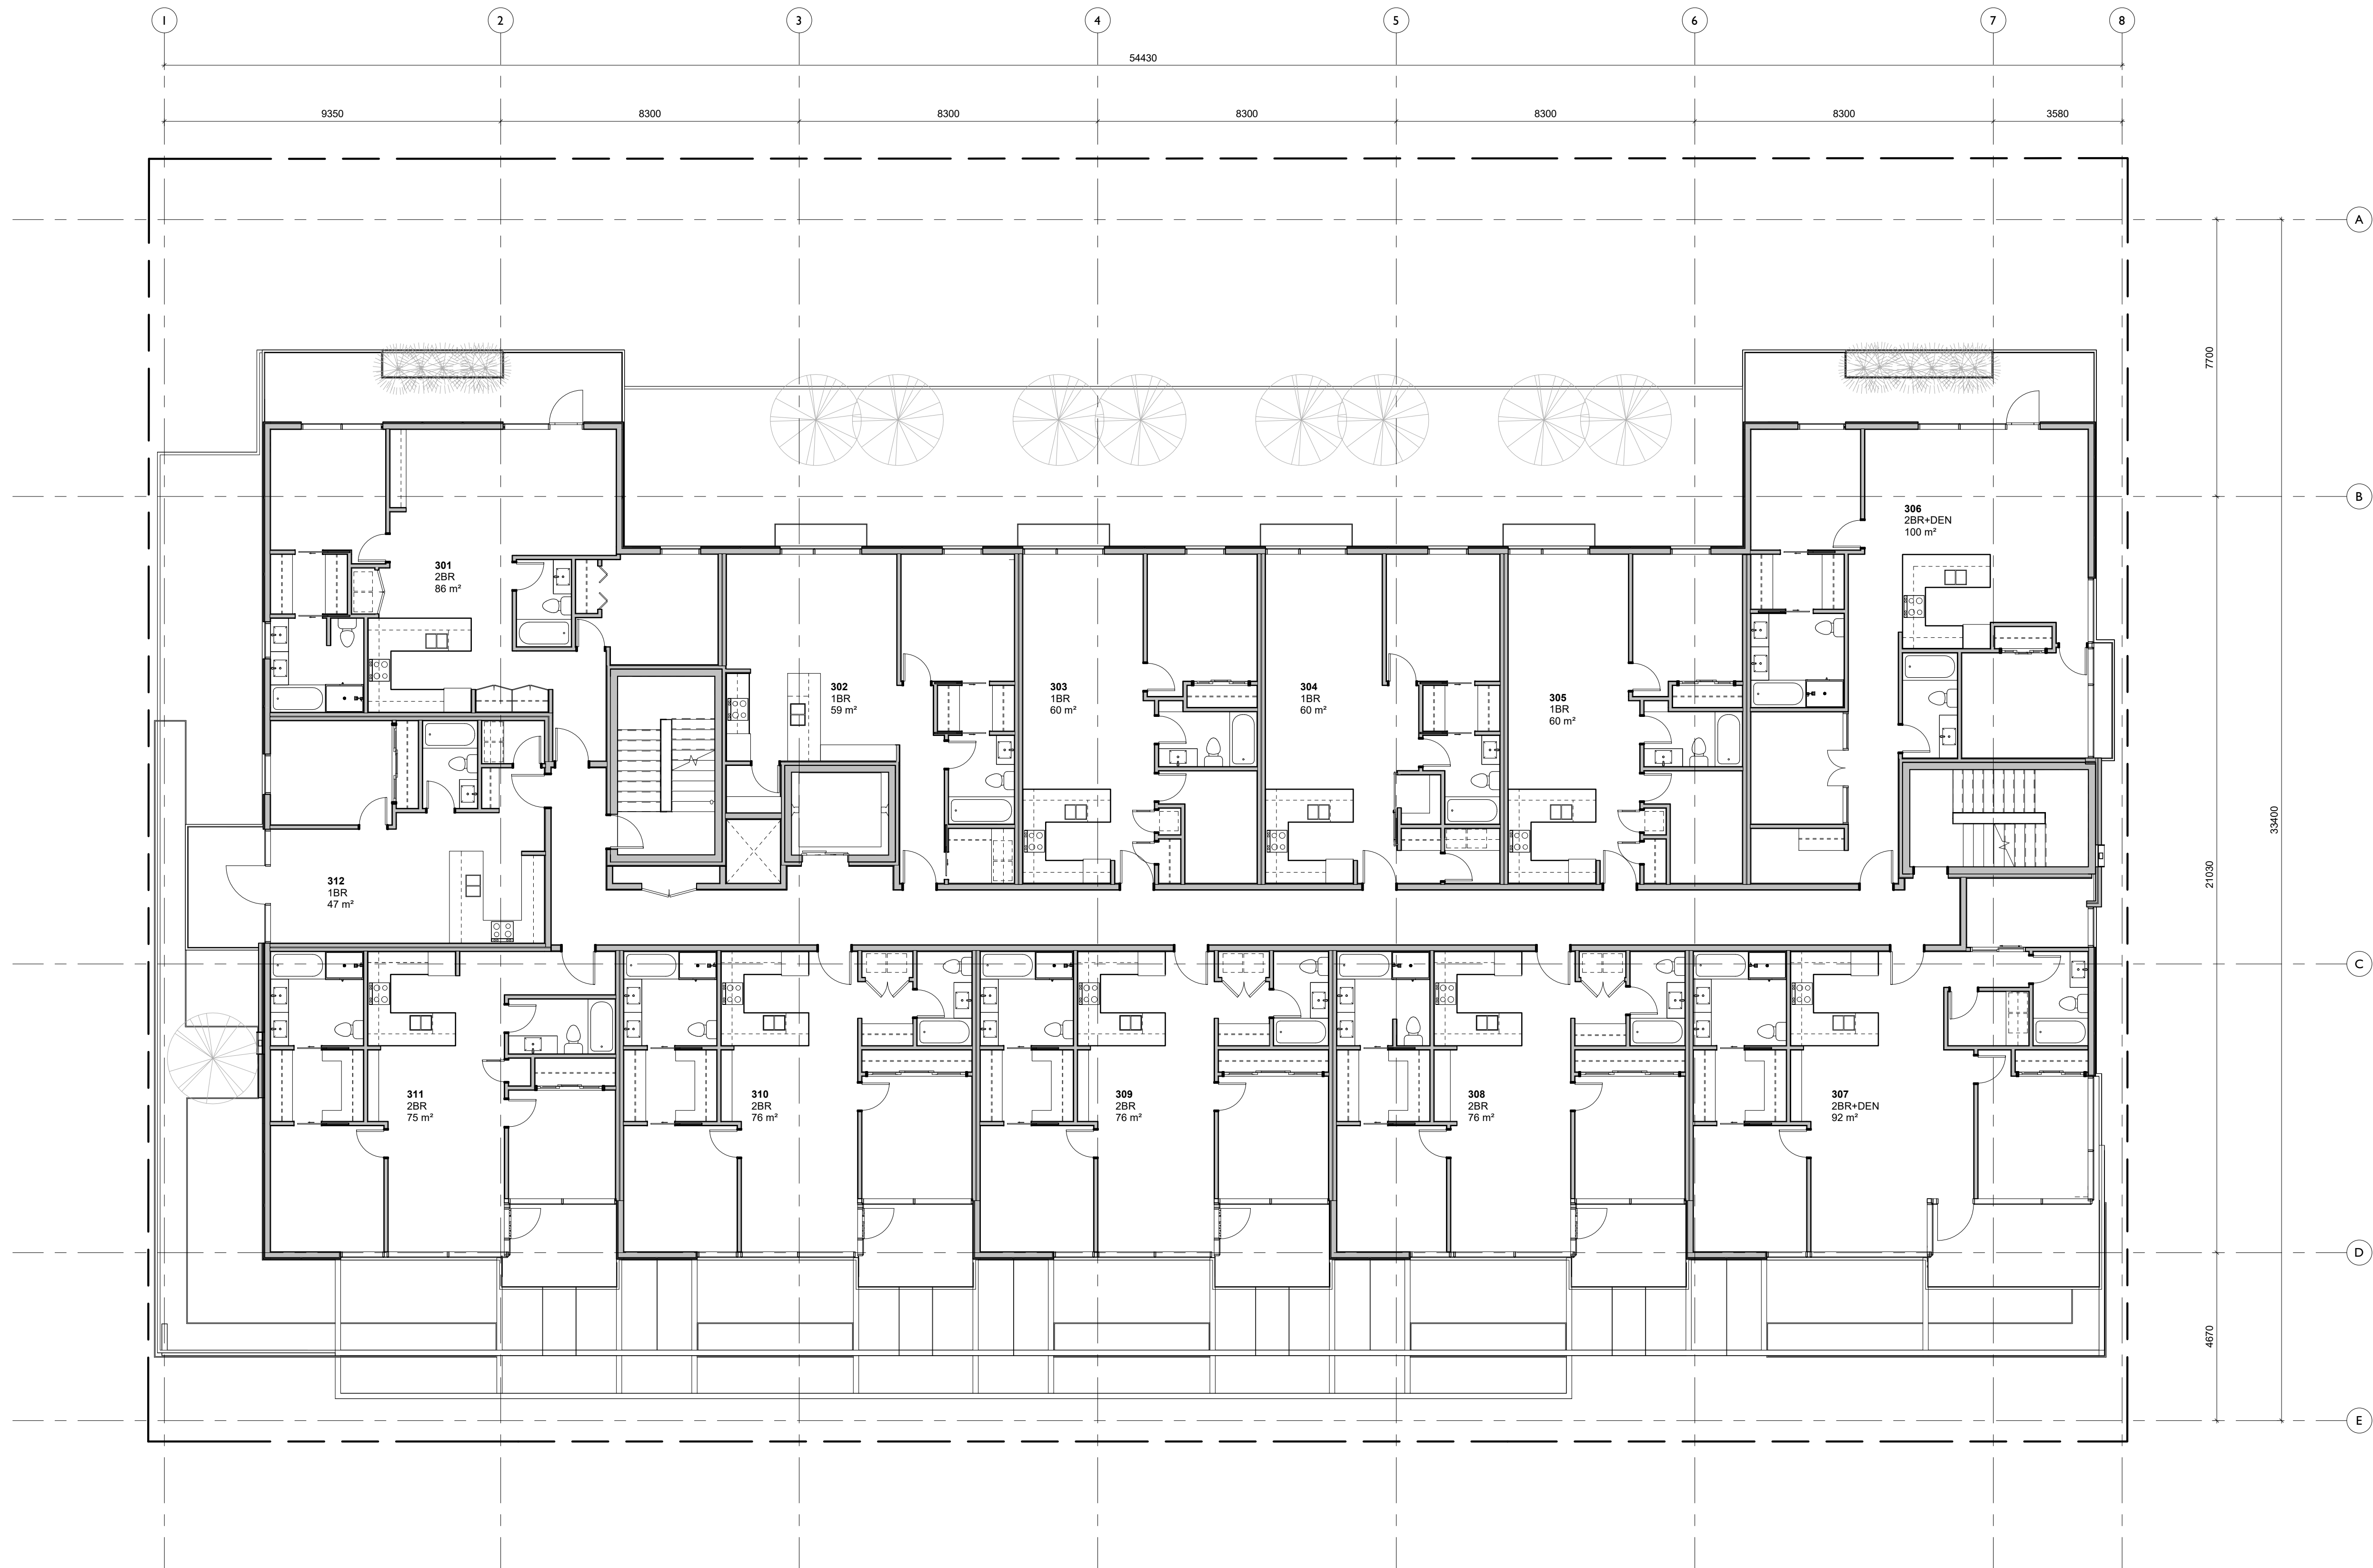 1 2 3 4 5 6 7 8
54430
9350 8300 8300 8300 8300 8300 3580
A
7700
B
306
2BR+DEN
100 m²
301
2BR
86 m²
302
1BR
59 m²
303
1BR
60 m²
304
1BR
60 m²
305
1BR
60 m²
33400
21030
312
1BR
47 m²
C
311
2BR
75 m²
310
2BR
76 m²
309
2BR
76 m²
308
2BR
76 m²
307
2BR+DEN
92 m²
D
4670
E